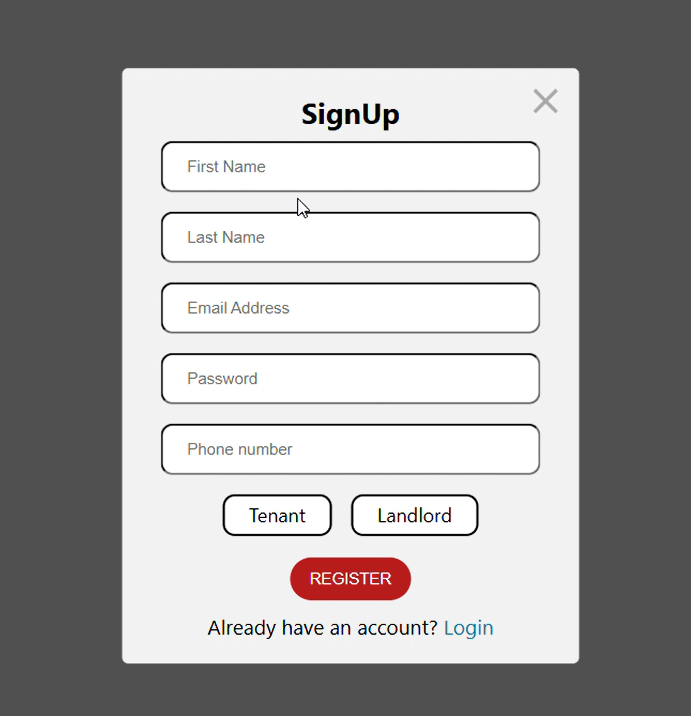 SignUp
First Name
Last Name
Email Address
Password
Phone number
Tenant Landlord
REGISTER
Already have an account? Login